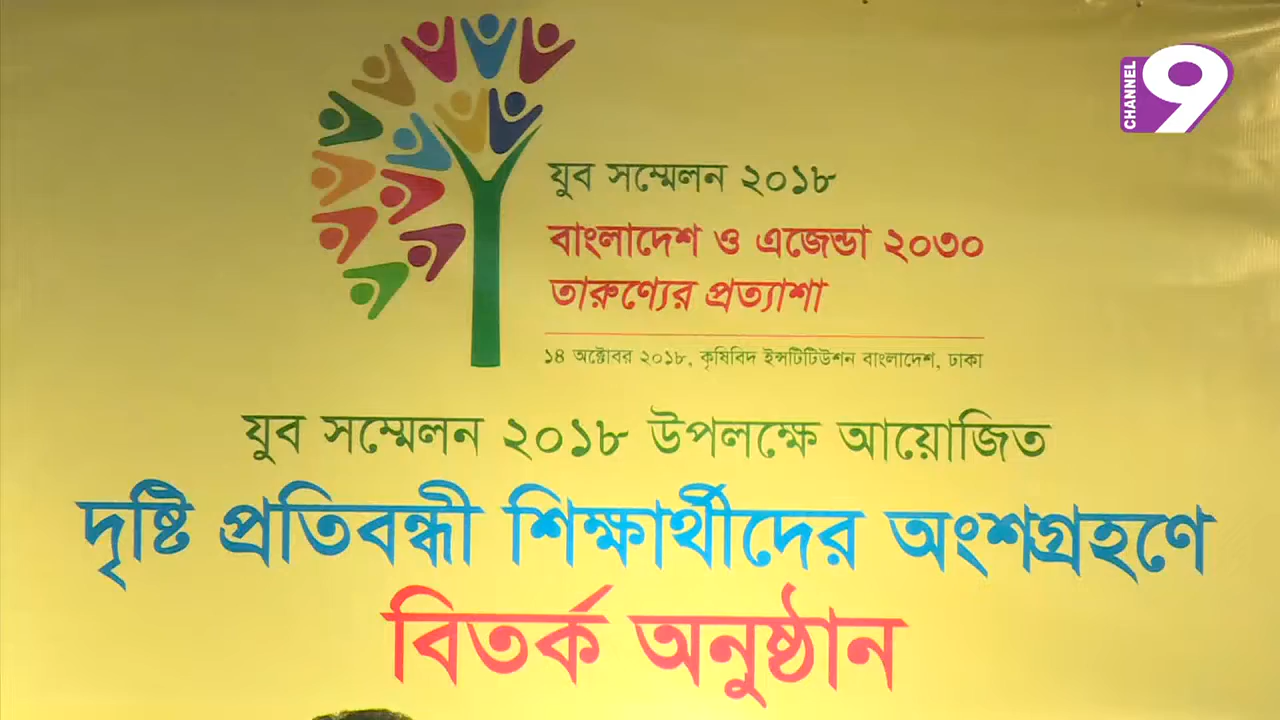 CHANNEL 9
যুব সম্মেলন ২০১৮
বাংলাদেশ ও এজেন্ডা ২০৩০
তারুণ্যের প্রত্যাশা
১৪ অক্টোবর ২০১৮, কৃষিবিদ ইন্সটিটিউশন বাংলাদেশ, ঢাকা
যুব সম্মেলন ২০১৮ উপলক্ষে আয়োজিত
দৃষ্টি প্রতিবন্ধী শিক্ষার্থীদের অংশগ্রহণে
বিতর্ক অনুষ্ঠান